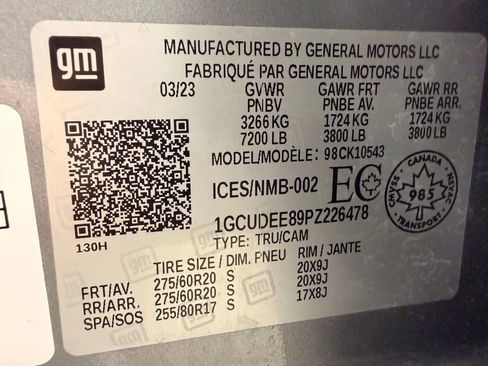 gm
MANUFACTURED BY GENERAL MOTORS LLC
FABRIQUÉ PAR GENERAL MOTORS LLC
03/23 GVWR GAWR FRT GAWR RR
PNBV PNBE AV. PNBE ARR.
3266 KG 1724 KG 1724 KG
7200 LB 3800 LB 3800 LB
MODEL/MODÈLE: 98CK10543
ICES/NMB-002 EC
CANADA
985
NSVAC
SVANC
1GCUDEE89PZ226478
130H
TYPE: TRU/CAM
TIRE SIZE / DIM. PNEU RIM / JANTE
FRT/AV. 275/60R20 S 20X9J
RR/ARR. 275/60R20 S 20X9J
SPA/SOS 255/80R17 S 17X8J